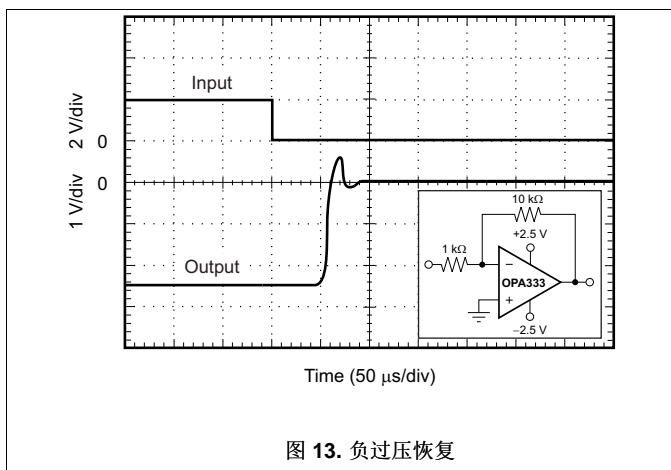 Input
2 V/div
0
1 V/div
0
Output
10 kΩ
+2.5 V
1 kΩ
−
OPA333
+
−2.5 V
Time (50 μs/div)
图 13. 负过压恢复